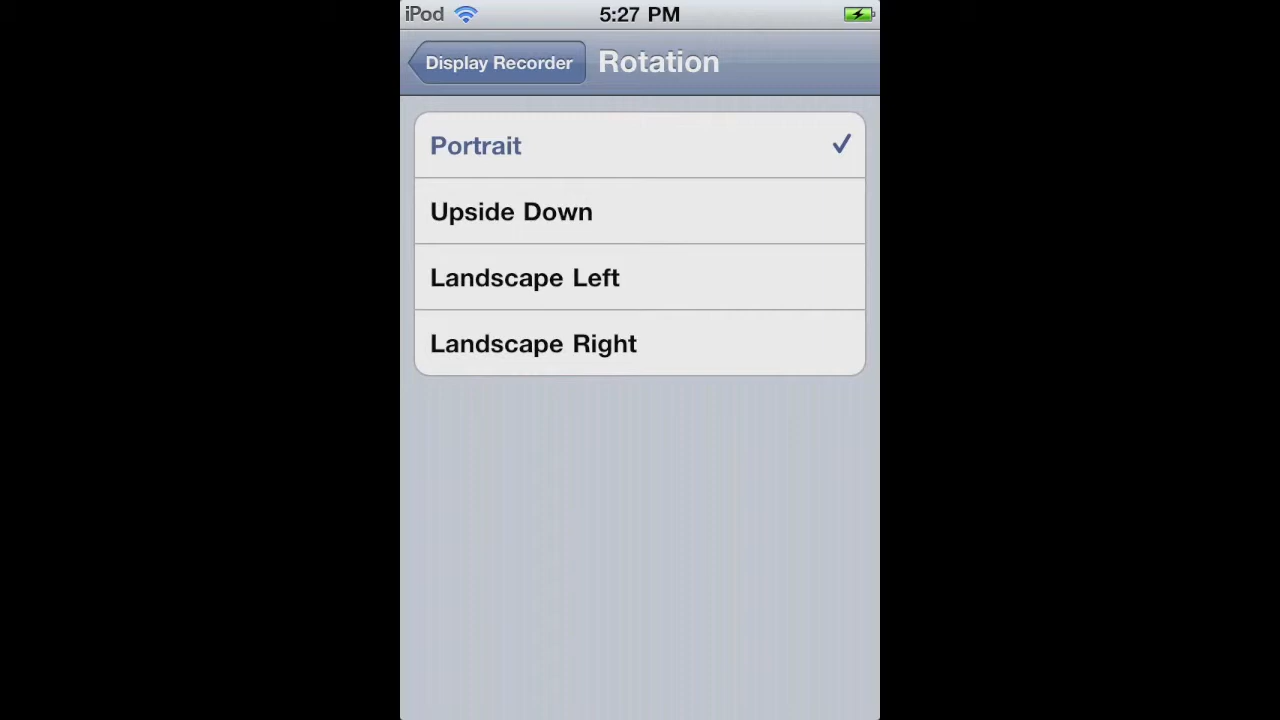 iPod 5:27 PM
Display Recorder Rotation
Portrait
Upside Down
Landscape Left
Landscape Right